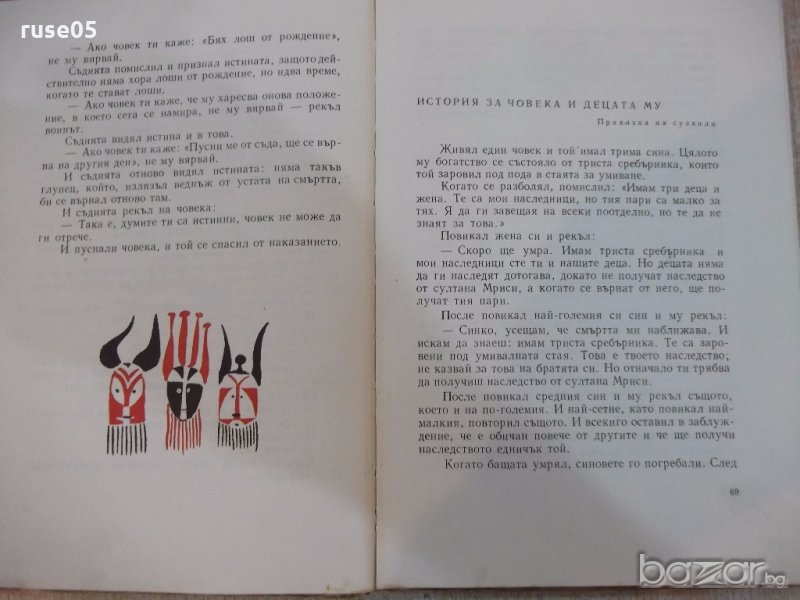 ruse05
— Ако човек ти каже: «Бях лош от рождение»,
не му вярвай.
Съдията помислил и признал истината, защото дей-
ствително няма хора лоши от рождение, но идва време,
когато те стават лоши.
— Ако човек ти каже, че му харесва онова положе-
ние, в което сега се намира, не му вярвай — рекъл
воинът.
Съдията видял истина и в това.
— Ако човек ти каже: «Пусни ме от съда, ще се вър-
на на другия ден», не му вярвай.
И съдията отново видял истината: няма такъв
глупец, който, излязъл веднъж от устата на смъртта,
би се върнал отново там.
И съдията рекъл на човека:
— Така е, думите ти са истинни, човек не може да
ги отрече.
И пуснали човека, и той се спасил от наказанието.
ИСТОРИЯ ЗА ЧОВЕКА И ДЕЦАТА МУ
Приказка на суахили
Живял един човек и той имал трима сина. Цялото
му богатство се състояло от триста сребърника, които
той заровил под пода в стаята за умиване.
Когато се разболял, помислил: «Имам три деца и
жена. Те са мои наследници, но тия пари са малко за
тях. Я да ги завещая на всеки поотделно, но те да не
знаят за това.»
Повикал жена си и рекъл:
— Скоро ще умра. Имам триста сребърника и
мои наследници сте ти и нашите деца. Но децата няма
да ги наследят дотогава, докато не получат наследство
от султана Мриси, а когато се върнат от него, ще по-
лучат тия пари.
После повикал най-големия си син и му рекъл:
— Синко, усещам, че смъртта ми наближава. И
искам да знаеш: имам триста сребърника. Те са заро-
вени под умивалната стая. Това е твоето наследство;
не казвай за това на братята си. Но отначало ти трябва
да получиш наследство от султана Мриси.
После повикал средния син и му рекъл същото,
което и на по-големия. И най-сетне, като повикал най-
малкия, повторил същото. И всекиго оставил в заблуж-
дение, че е обичан повече от другите и че ще получи
наследството едничък той.
Когато бащата умрял, синовете го погребали. След
69
bazar.bg